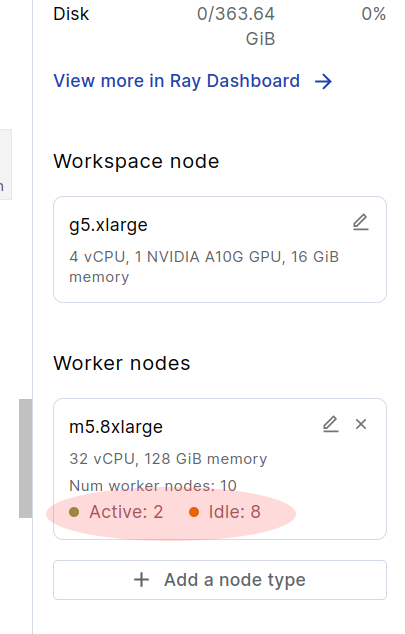 Disk 0/363.64 0%
GiB
View more in Ray Dashboard
n
Workspace node
g5.xlarge
4 vCPU, 1 NVIDIA A10G GPU, 16 GiB
memory
Worker nodes
m5.8xlarge
32 vCPU, 128 GiB memory
Num worker nodes: 10
Active: 2 Idle: 8
Add a node type